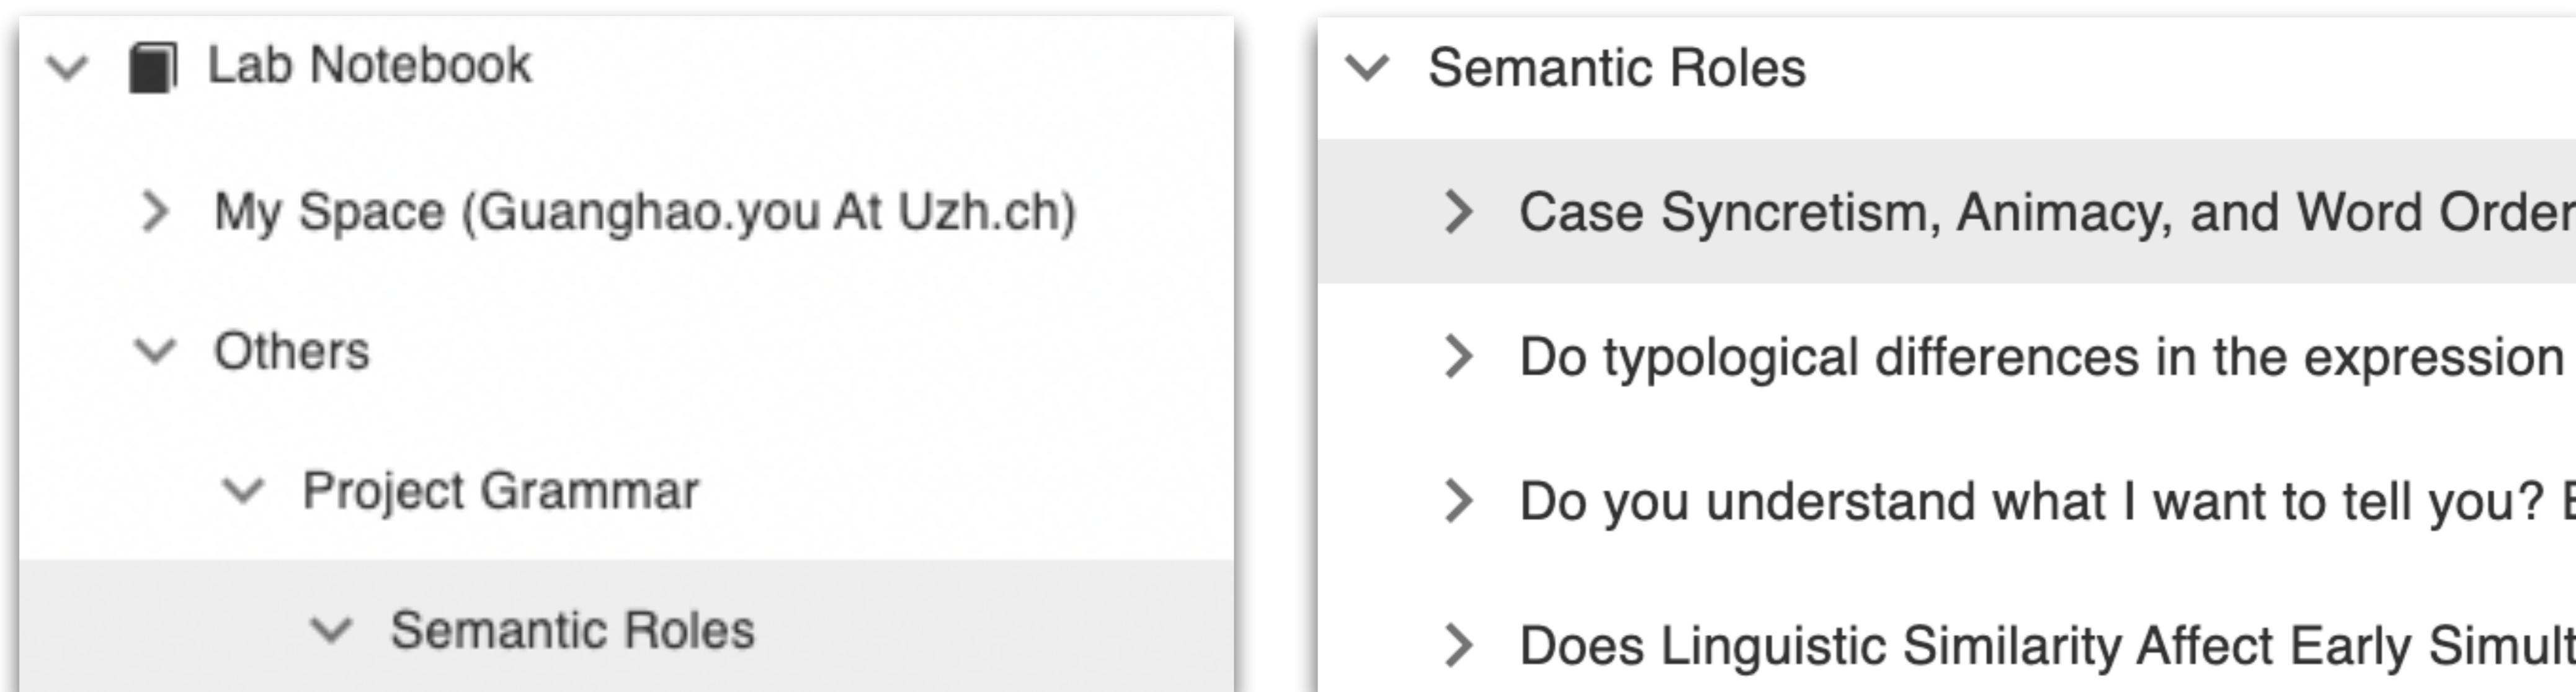 Lab Notebook
My Space (Guanghao.you At Uzh.ch)
Others
Project Grammar
Semantic Roles
Semantic Roles
Case Syncretism, Animacy, and Word Order
Do typological differences in the expression
Do you understand what I want to tell you?
Does Linguistic Similarity Affect Early